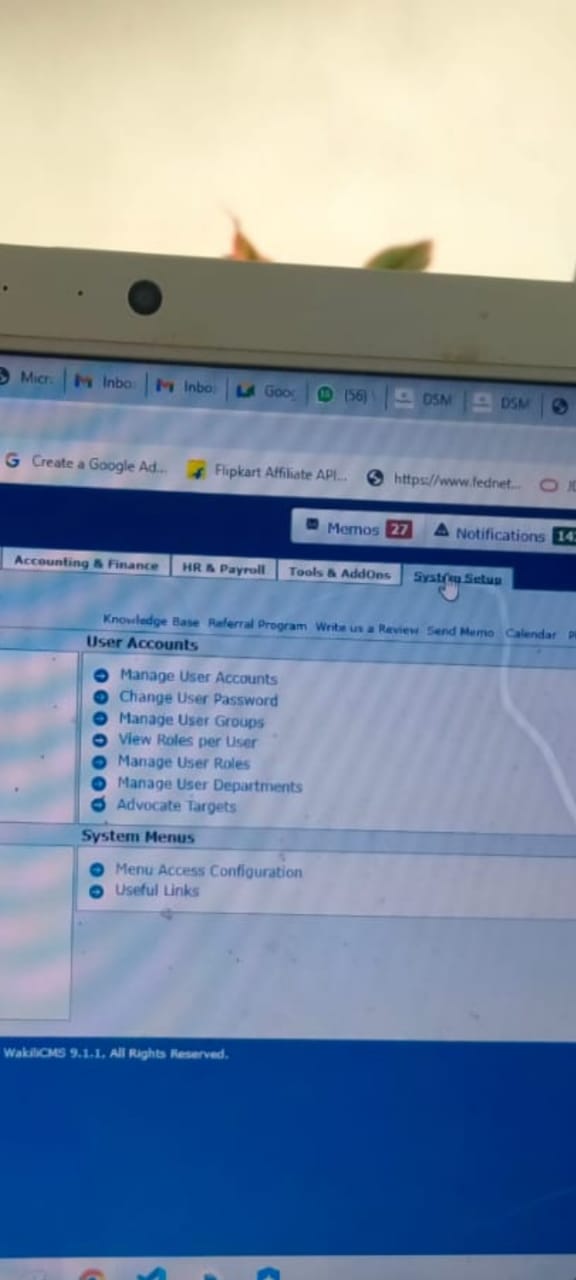 Micr. Inbo: Inbo: Goog (56) DSM DSM
Create a Google Ad... Flipkart Affiliate API... https://www.fednet...
Memos 27 Notifications
Accounting & Finance HR & Payroll Tools & AddOns System Setup
Knowledge Base Referral Program Write us a Review Send Memo Calendar
User Accounts
Manage User Accounts
Change User Password
Manage User Groups
View Roles per User
Manage User Roles
Manage User Departments
Advocate Targets
System Menus
Menu Access Configuration
Useful Links
WakiliCMS 9.1.1. All Rights Reserved.